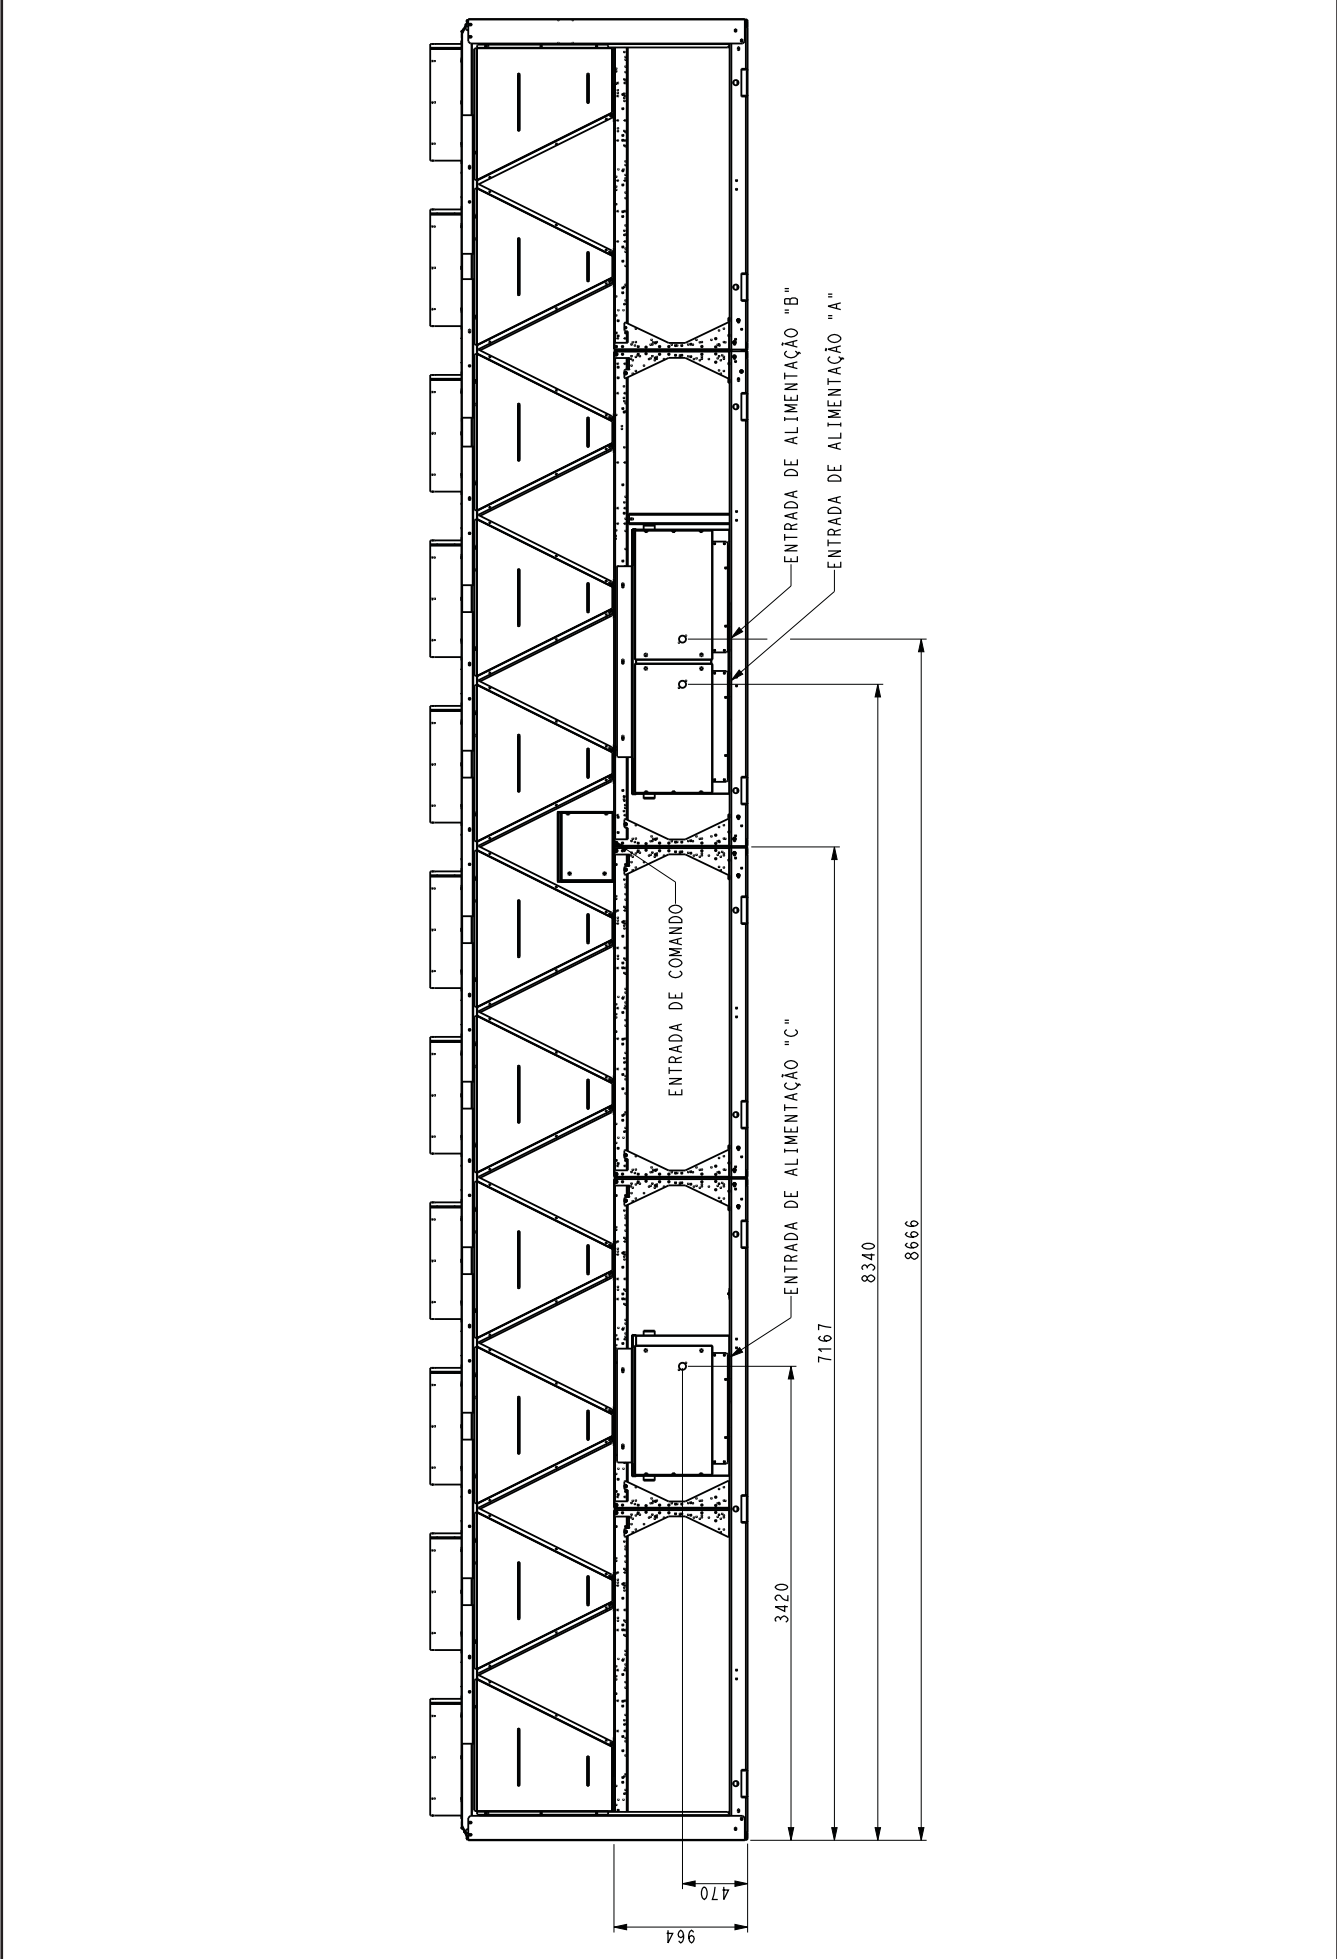 ENTRADA DE ALIMENTAÇÃO "B"
ENTRADA DE ALIMENTAÇÃO "A"
ENTRADA DE COMANDO
ENTRADA DE ALIMENTAÇÃO "C"
3420
7167
8340
8666
470
964